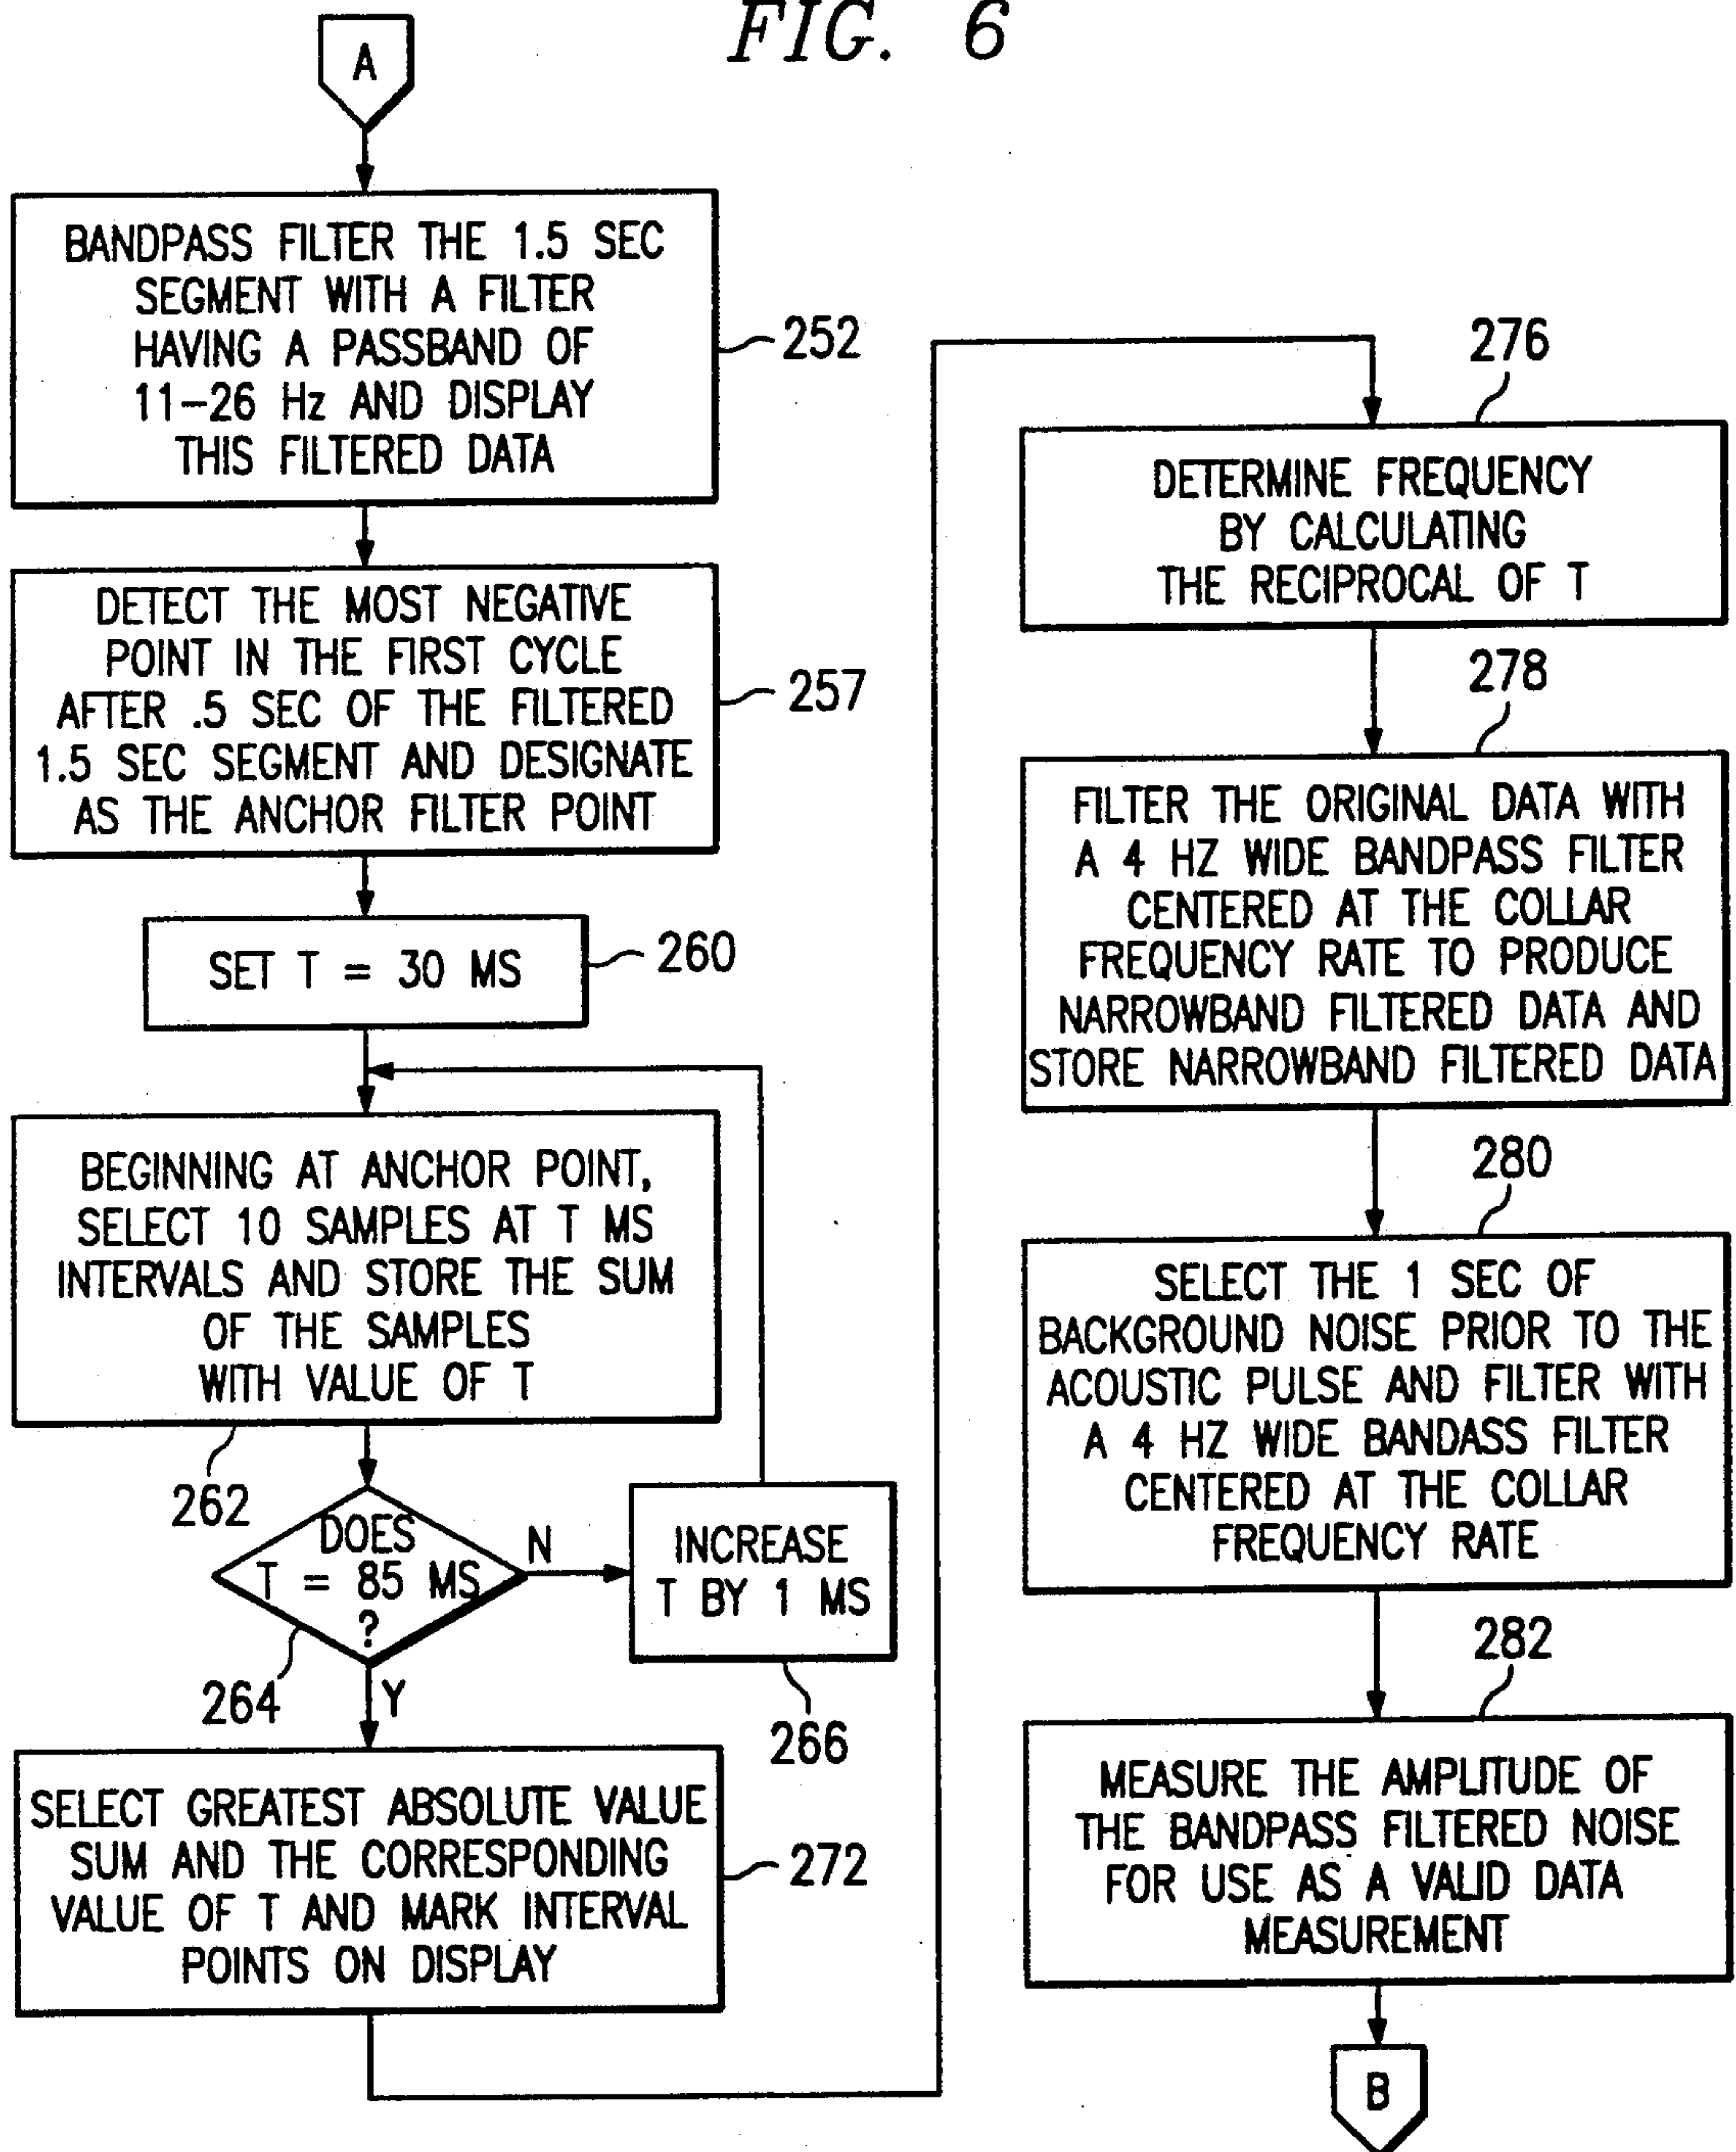 FIG. 6
A
BANDPASS FILTER THE 1.5 SEC
SEGMENT WITH A FILTER
HAVING A PASSBAND OF
11-26 Hz AND DISPLAY
THIS FILTERED DATA
252
DETECT THE MOST NEGATIVE
POINT IN THE FIRST CYCLE
AFTER .5 SEC OF THE FILTERED
1.5 SEC SEGMENT AND DESIGNATE
AS THE ANCHOR FILTER POINT
257
SET T = 30 MS
260
BEGINNING AT ANCHOR POINT,
SELECT 10 SAMPLES AT T MS
INTERVALS AND STORE THE SUM
OF THE SAMPLES
WITH VALUE OF T
262
DOES
T = 85 MS
?
N
264
Y
INCREASE
T BY 1 MS
266
SELECT GREATEST ABSOLUTE VALUE
SUM AND THE CORRESPONDING
VALUE OF T AND MARK INTERVAL
POINTS ON DISPLAY
272
276
DETERMINE FREQUENCY
BY CALCULATING
THE RECIPROCAL OF T
278
FILTER THE ORIGINAL DATA WITH
A 4 HZ WIDE BANDPASS FILTER
CENTERED AT THE COLLAR
FREQUENCY RATE TO PRODUCE
NARROWBAND FILTERED DATA AND
STORE NARROWBAND FILTERED DATA
280
SELECT THE 1 SEC OF
BACKGROUND NOISE PRIOR TO THE
ACOUSTIC PULSE AND FILTER WITH
A 4 HZ WIDE BANDASS FILTER
CENTERED AT THE COLLAR
FREQUENCY RATE
282
MEASURE THE AMPLITUDE OF
THE BANDPASS FILTERED NOISE
FOR USE AS A VALID DATA
MEASUREMENT
B